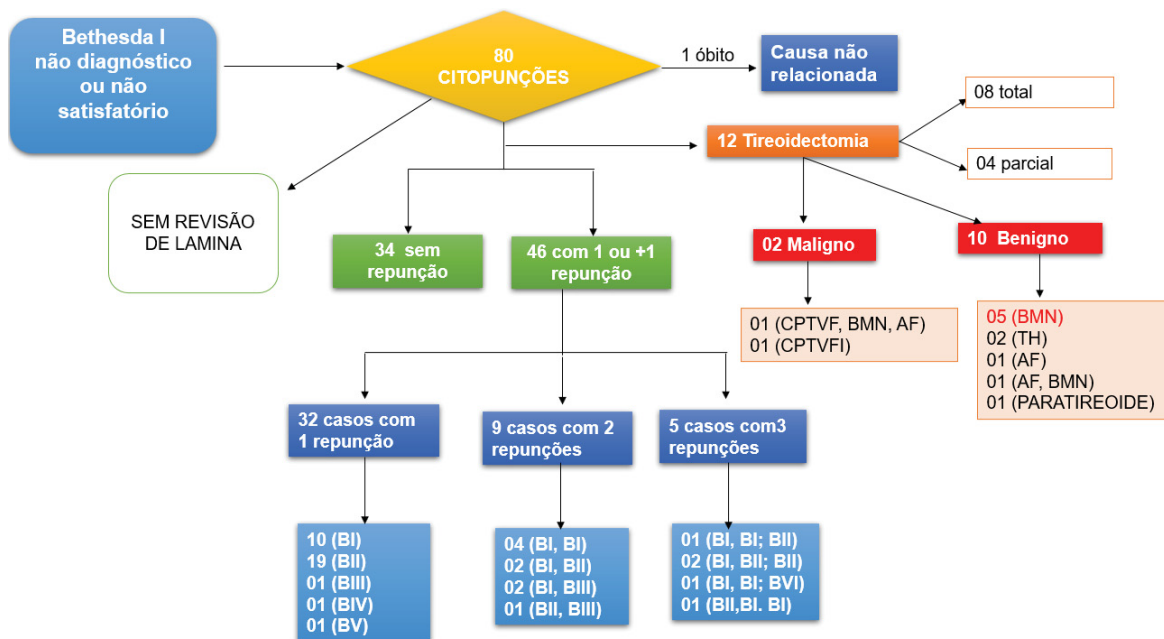 Bethesda I
não diagnóstico
ou não
satisfatório
80
CITOPUNÇÕES
1 óbito
Causa não
relacionada
08 total
12 Tireoidectomia
04 parcial
SEM REVISÃO
DE LAMINA
34 sem
repunção
46 com 1 ou +1
repunção
02 Maligno
10 Benigno
01 (CPTVF, BMN, AF)
01 (CPTVFI)
05 (BMN)
02 (TH)
01 (AF)
01 (AF, BMN)
01 (PARATIREOIDE)
32 casos com
1 repunção
9 casos com 2
repunções
5 casos com3
repunções
10 (BI)
19 (BII)
01 (BIII)
01 (BIV)
01 (BV)
04 (BI, BI)
02 (BI, BII)
02 (BI, BIII)
01 (BII, BIII)
01 (BI, BI; BII)
02 (BI, BII; BII)
01 (BI, BI; BVI)
01 (BII,BI. BI)